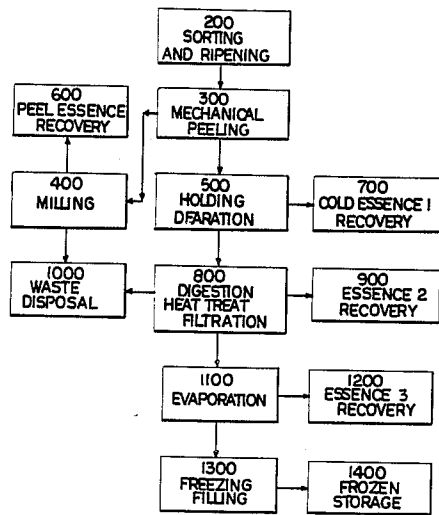 200
SORTING
AND RIPENING
600
PEEL ESSENCE
RECOVERY
300
MECHANICAL
PEELING
400
MILLING
500
HOLDING
DFARATION
700
COLD ESSENCE 1
RECOVERY
1000
WASTE
DISPOSAL
800
DIGESTION
HEAT TREAT
FILTRATION
900
ESSENCE 2
RECOVERY
1100
EVAPORATION
1200
ESSENCE 3
RECOVERY
1300
FREEZING
FILLING
1400
FROZEN
STORAGE